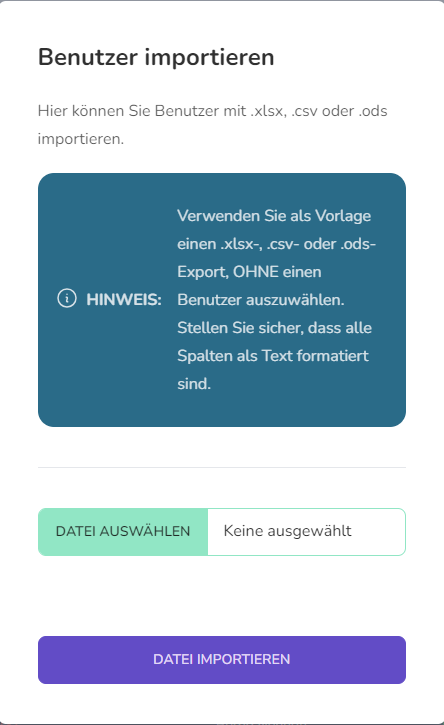 Benutzer importieren
Hier können Sie Benutzer mit .xlsx, .csv oder .ods
importieren.
HINWEIS:
Verwenden Sie als Vorlage
einen .xlsx-, .csv- oder .ods-
Export, OHNE einen
Benutzer auszuwählen.
Stellen Sie sicher, dass alle
Spalten als Text formatiert
sind.
DATEI AUSWÄHLEN
Keine ausgewählt
DATEI IMPORTIEREN